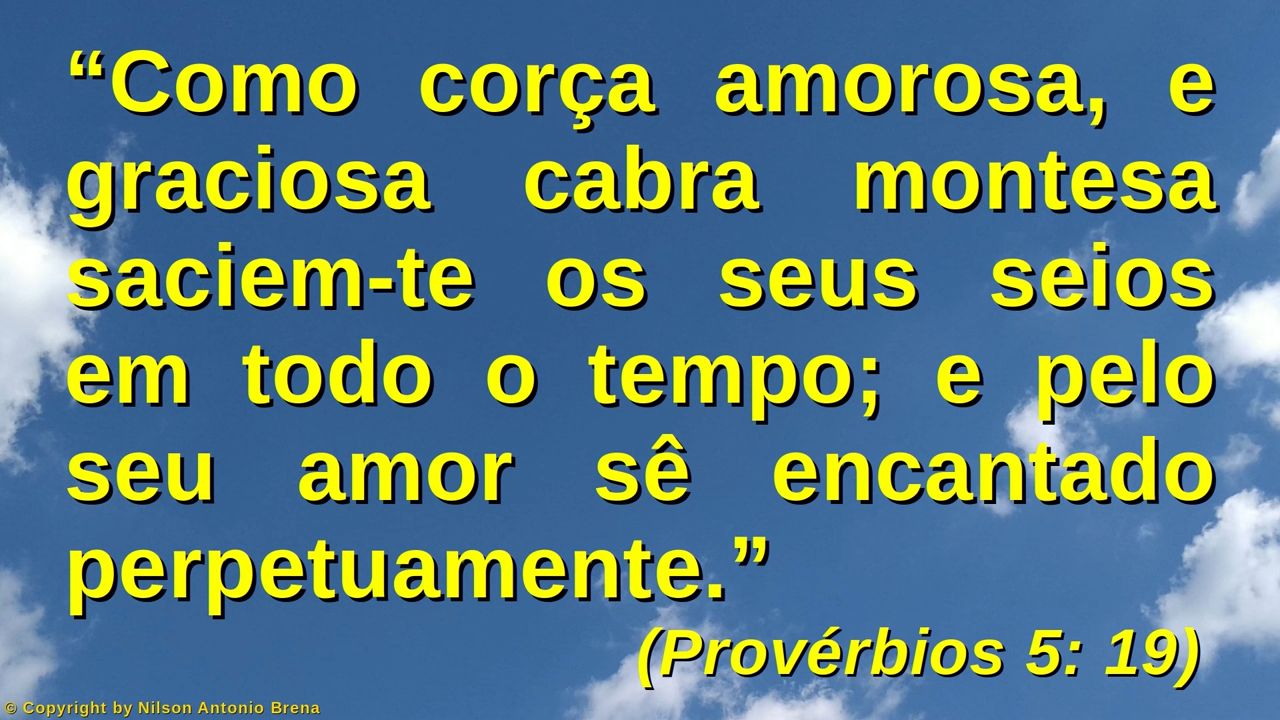 “Como corça amorosa, e
graciosa cabra montesa
saciem-te os seus seios
em todo o tempo; e pelo
seu amor sê encantado
perpetuamente.”
(Provérbios 5: 19)
© Copyright by Nilson Antonio Brena